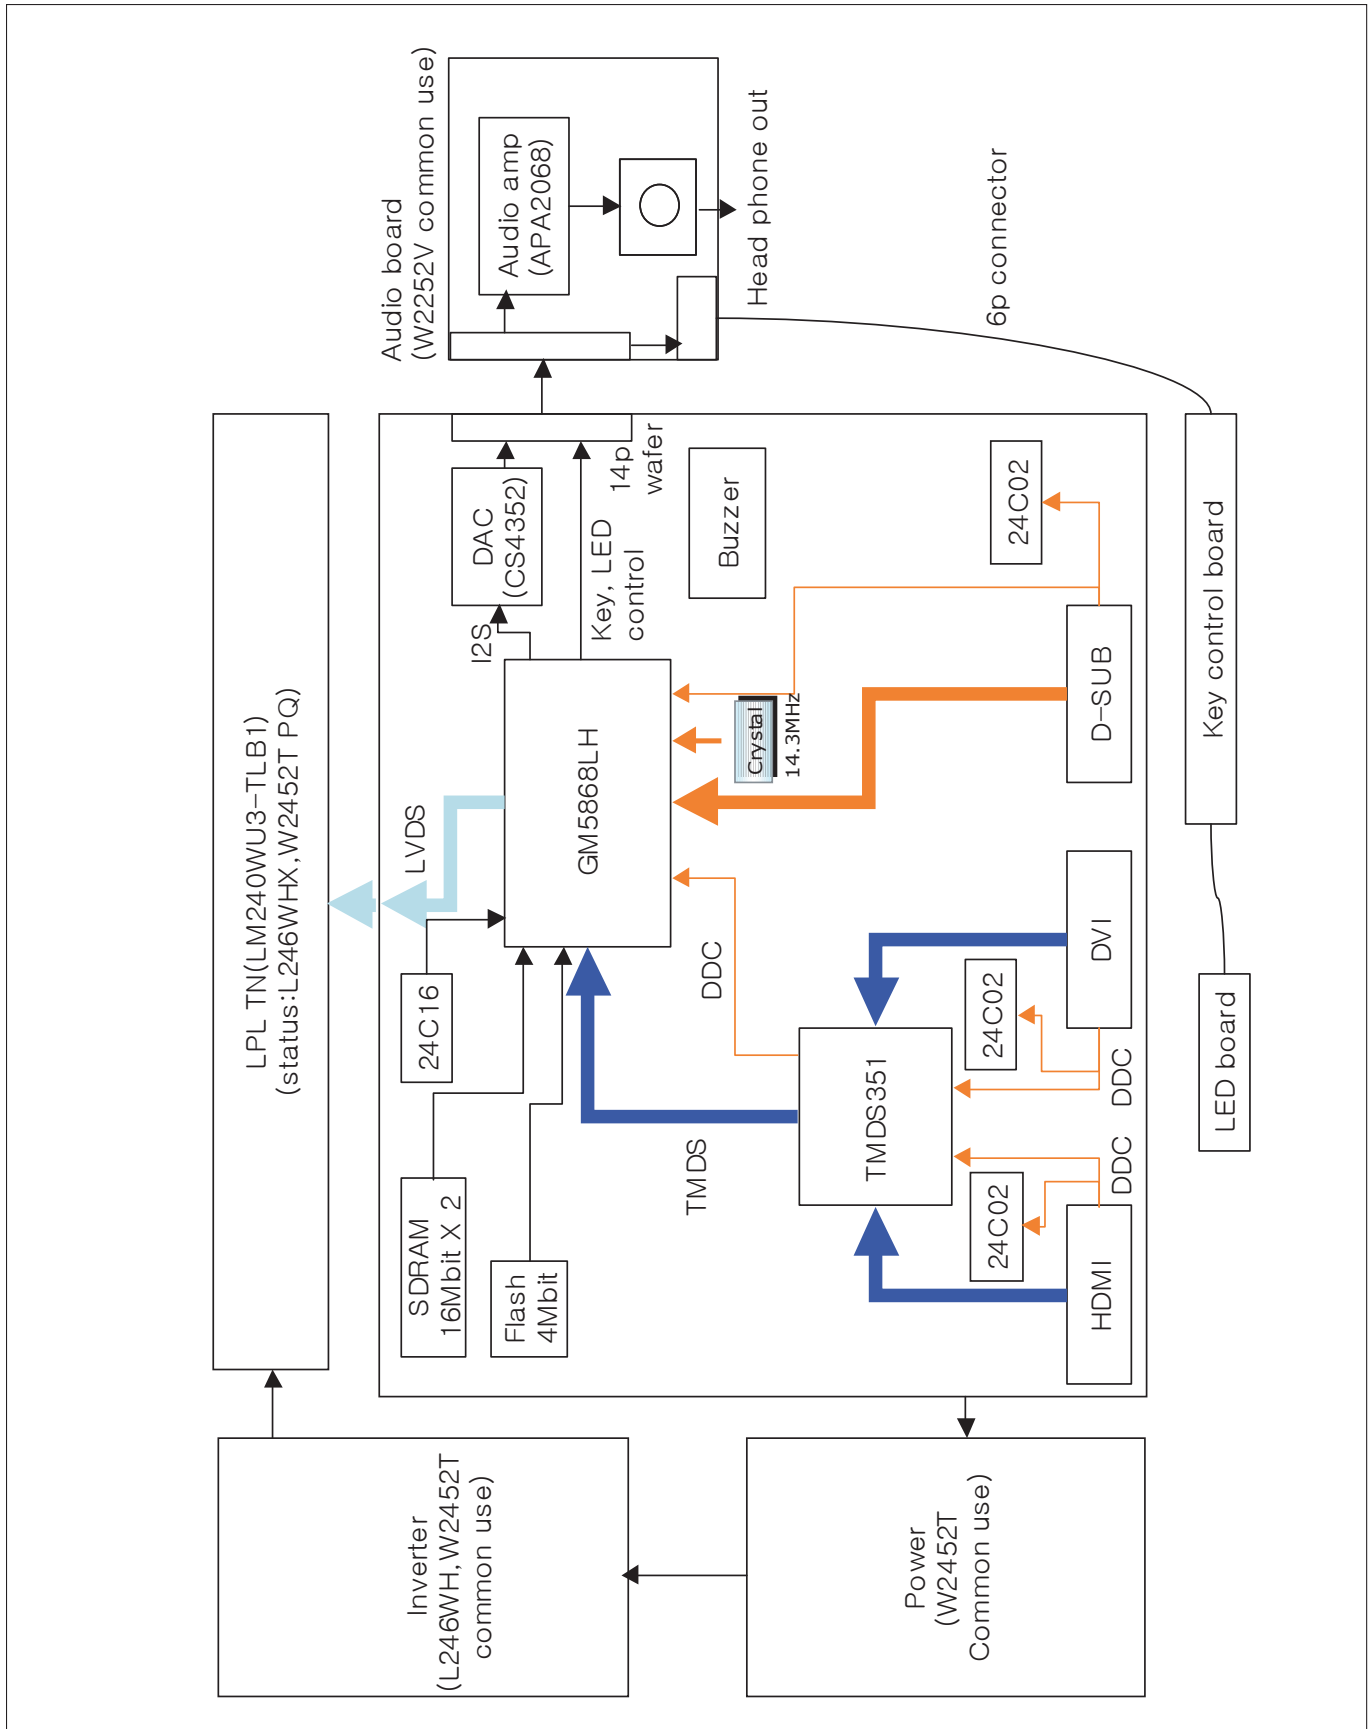 LPL TN(LM240WU3-TLB1)
(status:L246WHX,W2452T PQ)
Inverter
(L246WH,W2452T
common use)
Power
(W2452T
Common use)
SDRAM
16Mbit X 2
Flash
4Mbit
24C16
LVDS
GM5868LH
I2S
DAC
(CS4352)
Key, LED
control
14p
wafer
Audio board
(W2252V common use)
Audio amp
(APA2068)
Head phone out
6p connector
Buzzer
Crystal
14.3MHz
TMDS
DDC
TMDS351
24C02
24C02
24C02
DDC
DDC
HDMI
DVI
D-SUB
LED board
Key control board